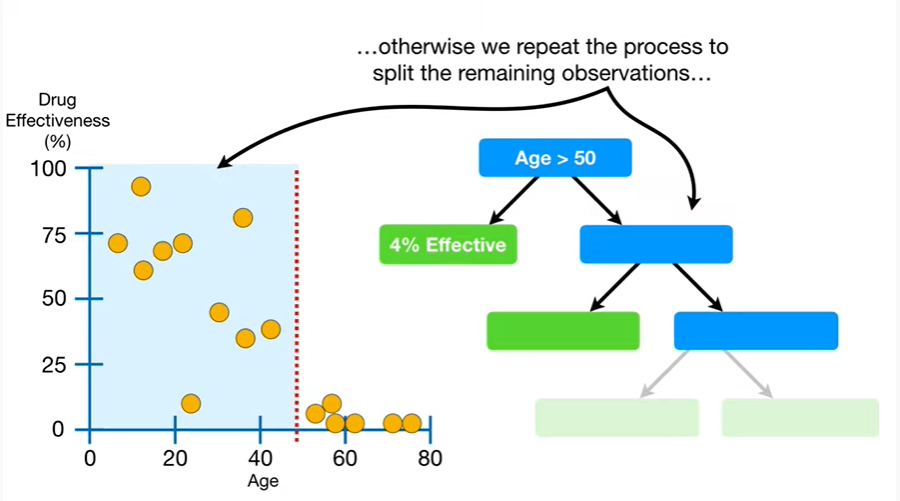 …otherwise we repeat the process to
split the remaining observations…
Drug
Effectiveness
(%)
100
75
50
25
0
0 20 40 60 80
Age
Age > 50
4% Effective